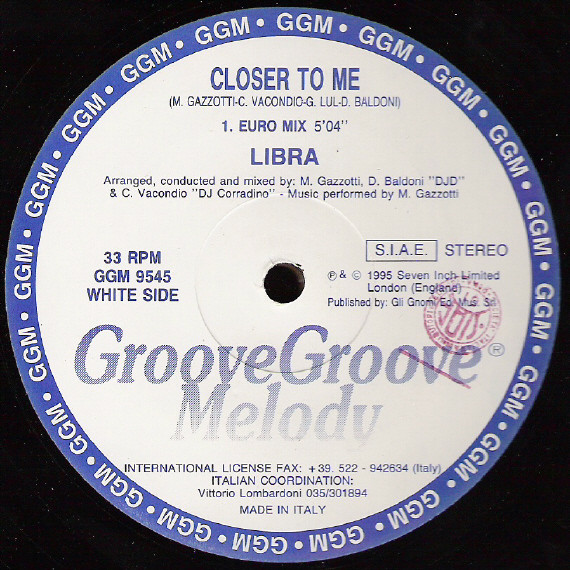 GGM • GGM • GGM • GGM • GGM • GGM • GGM • GGM • GGM • GGM • GGM • GGM • GGM • GGM • GGM • GGM • GGM • GGM • GGM • GGM • GGM •
CLOSER TO ME
(M. GAZZOTTI-C. VACONDIO-G. LUL-D. BALDONI)
1. EURO MIX 5'04"
LIBRA
Arranged, conducted and mixed by: M. Gazzotti, D. Baldoni "DJD"
& C. Vacondio "DJ Corradino" - Music performed by M. Gazzotti
33 RPM
GGM 9545
WHITE SIDE
S.I.A.E. STEREO
℗ & © 1995 Seven Inch Limited
London (England)
Published by: Gli Gnomi Ed. Mus. Srl
GrooveGroove®
Melody
INTERNATIONAL LICENSE FAX: +39. 522 - 942634 (Italy)
ITALIAN COORDINATION:
Vittorio Lombardoni 035/301894
MADE IN ITALY